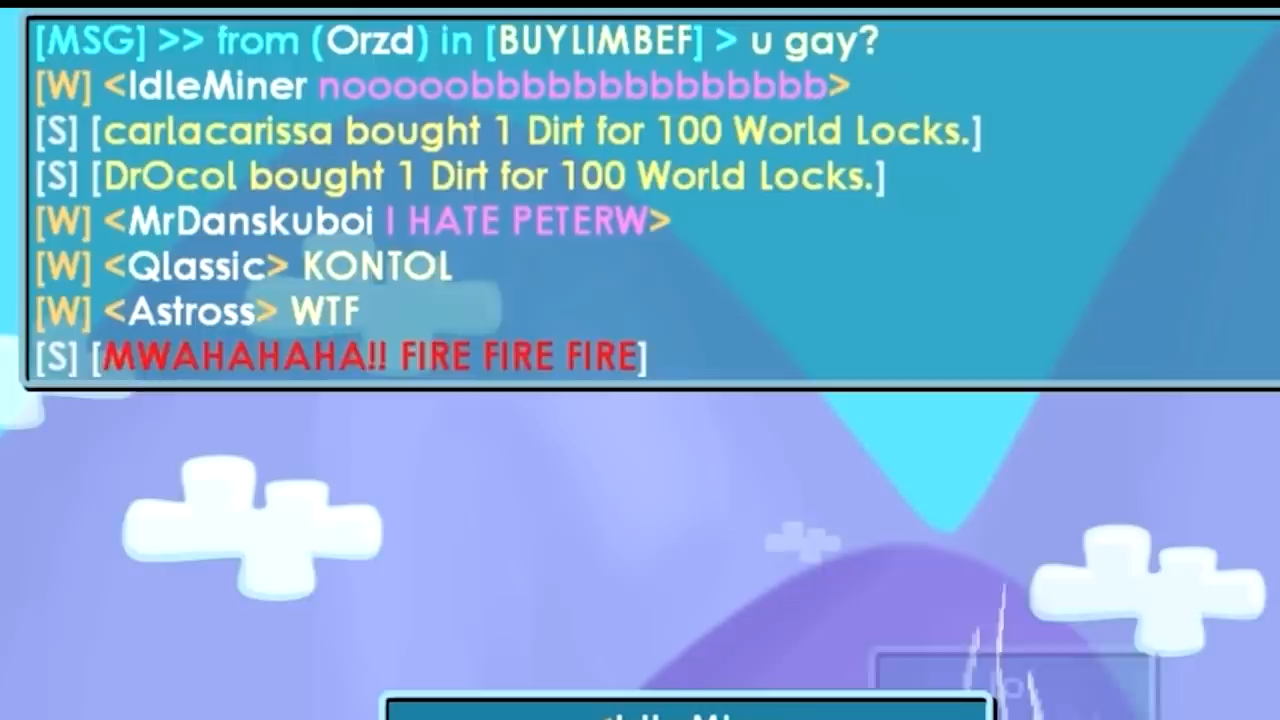 [MSG] >> from (Orzd) in [BUYLIMBEF] > u gay?
[W] <IdleMiner nooooobbbbbbbbbbbbbbb>
[S] [carlacarissa bought 1 Dirt for 100 World Locks.]
[S] [DrOcol bought 1 Dirt for 100 World Locks.]
[W] <MrDanskuboi I HATE PETERW>
[W] <Qlassic> KONTOL
[W] <Astross> WTF
[S] [MWAHAHAHA!! FIRE FIRE FIRE]